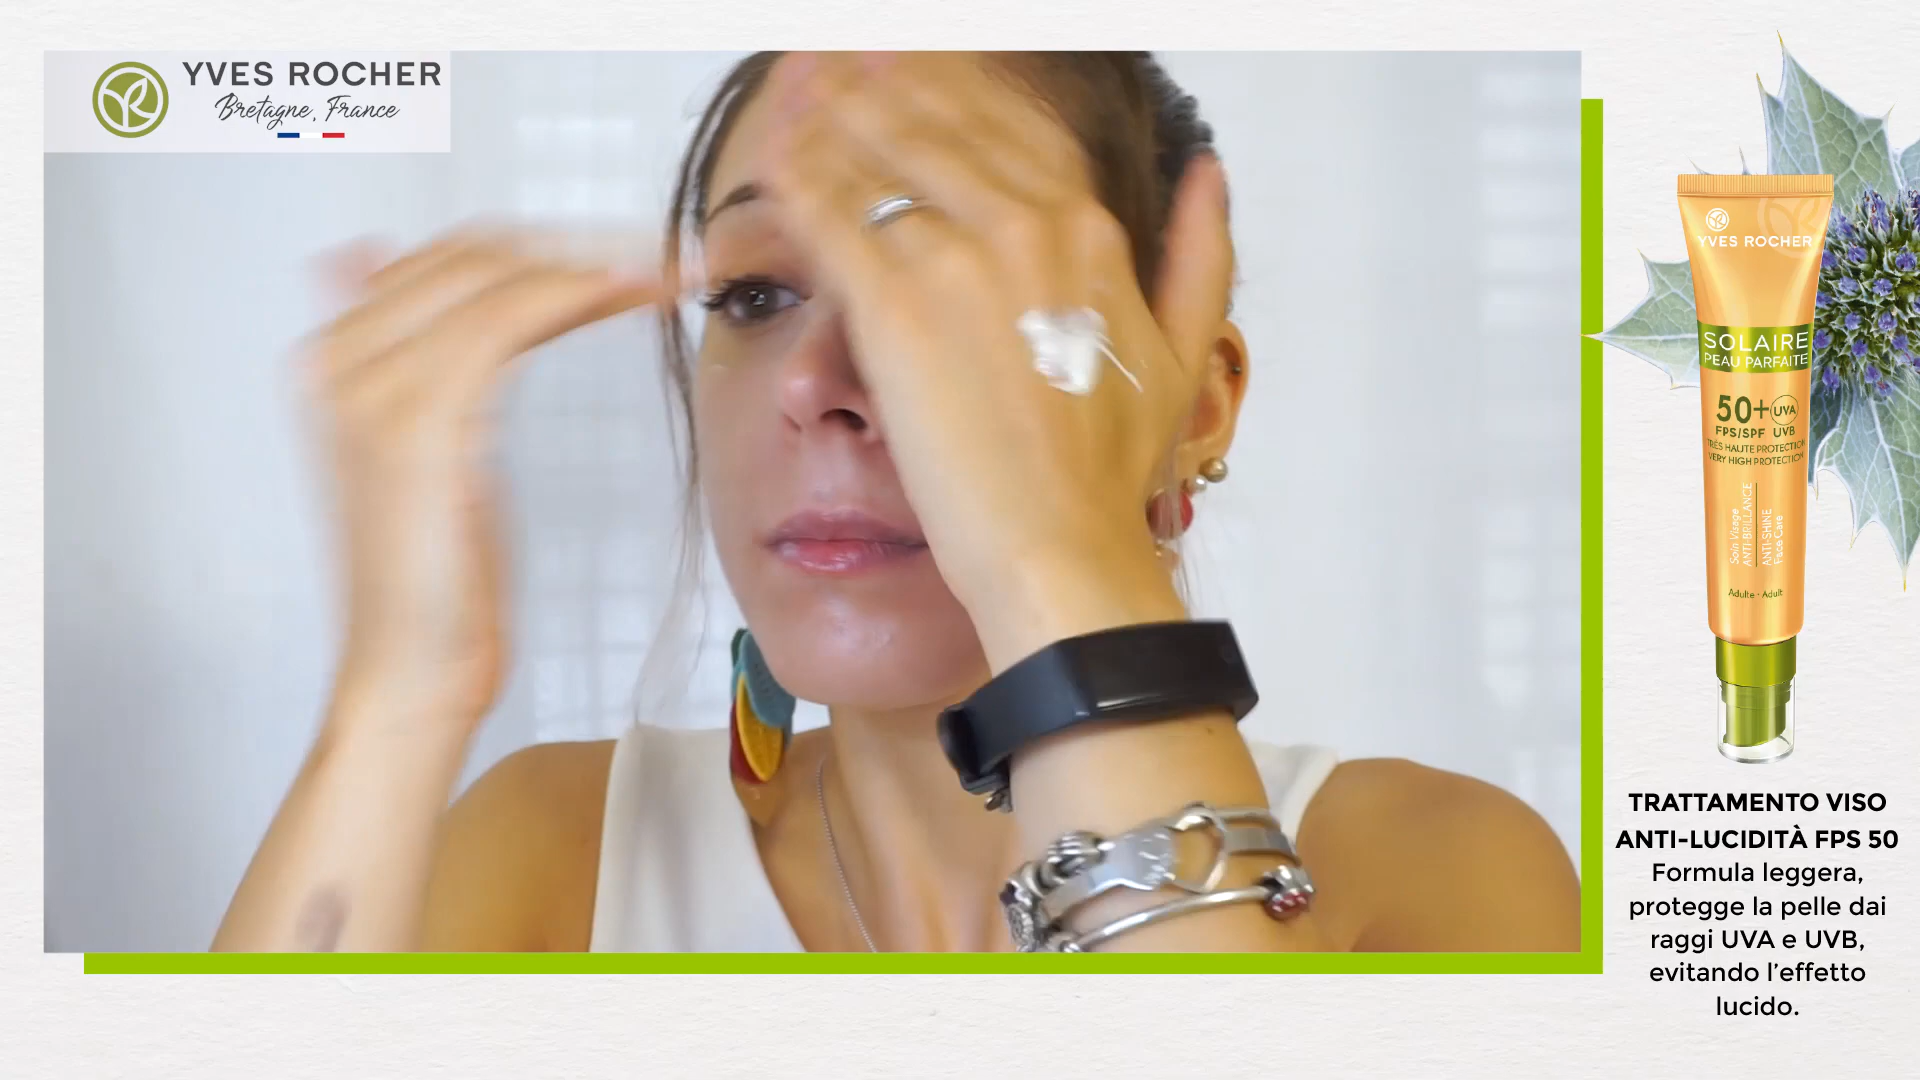 YVES ROCHER
Bretagne, France
YVES ROCHER
SOLAIRE
PEAU PARFAITE
50+ UVA
FPS/SPF UVB
TRÈS HAUTE PROTECTION
VERY HIGH PROTECTION
Soin Visage
ANTI-BRILLANCE
ANTI-SHINE
Face Care
Adulte - Adult
TRATTAMENTO VISO
ANTI-LUCIDITÀ FPS 50
Formula leggera,
protegge la pelle dai
raggi UVA e UVB,
evitando l'effetto
lucido.